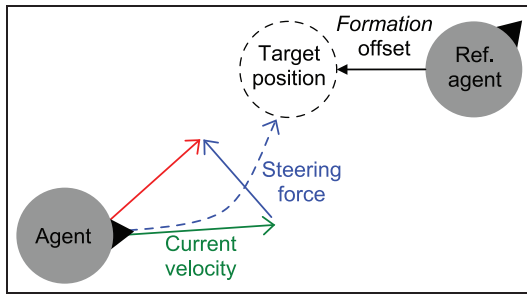 Formation
offset
Target
position
Ref.
agent
Steering
force
Agent
Current
velocity